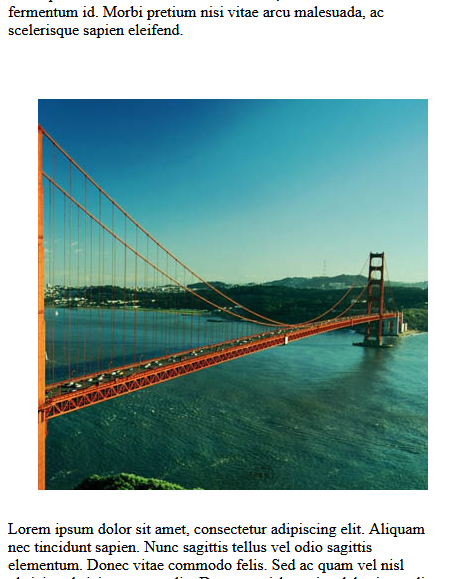 fermentum id. Morbi pretium nisi vitae arcu malesuada, ac
scelerisque sapien eleifend.
Lorem ipsum dolor sit amet, consectetur adipiscing elit. Aliquam
nec tincidunt sapien. Nunc sagittis tellus vel odio sagittis
elementum. Donec vitae commodo felis. Sed ac quam vel nisl